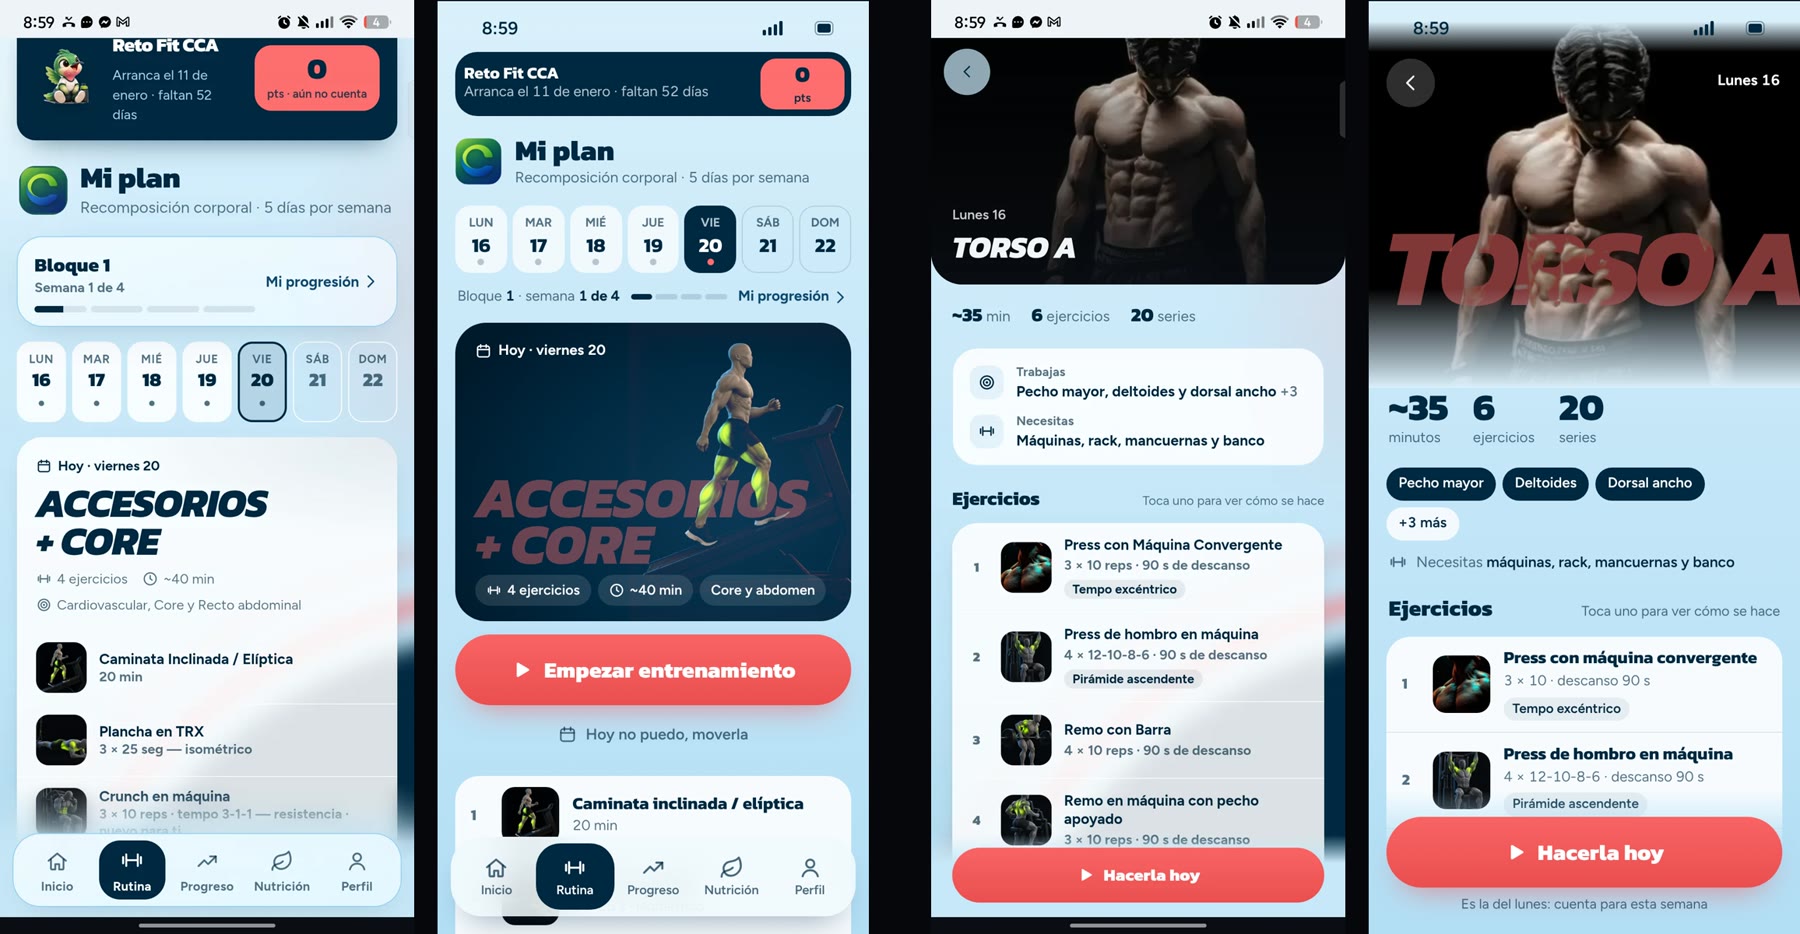 8:59
4
Reto Fit CCA
Arranca el 11 de
enero · faltan 52
días
0
pts · aún no cuenta
Mi plan
Recomposición corporal · 5 días por semana
Bloque 1
Semana 1 de 4
Mi progresión
LUN MAR MIÉ JUE VIE SÁB DOM
16 17 18 19 20 21 22
Hoy · viernes 20
ACCESORIOS
+ CORE
4 ejercicios ~40 min
Cardiovascular, Core y Recto abdominal
Caminata Inclinada / Elíptica
20 min
Plancha en TRX
3 × 25 seg — isométrico
Crunch en máquina
3 × 10 reps · tempo 3-1-1 — resistencia ·
nuevo para ti
Inicio Rutina Progreso Nutrición Perfil
8:59
Reto Fit CCA
Arranca el 11 de enero · faltan 52 días
0
pts
Mi plan
Recomposición corporal · 5 días por semana
LUN MAR MIÉ JUE VIE SÁB DOM
16 17 18 19 20 21 22
Bloque 1 · semana 1 de 4 Mi progresión
Hoy · viernes 20
ACCESORIOS
+ CORE
4 ejercicios ~40 min Core y abdomen
Empezar entrenamiento
Hoy no puedo, moverla
1
Caminata inclinada / elíptica
20 min
Inicio Rutina Progreso Nutrición Perfil
8:59
4
Lunes 16
TORSO A
~35 min 6 ejercicios 20 series
Trabajas
Pecho mayor, deltoides y dorsal ancho +3
Necesitas
Máquinas, rack, mancuernas y banco
Ejercicios Toca uno para ver cómo se hace
1
Press con Máquina Convergente
3 × 10 reps · 90 s de descanso
Tempo excéntrico
2
Press de hombro en máquina
4 × 12-10-8-6 · 90 s de descanso
Pirámide ascendente
3
Remo con Barra
4 × 10 reps · 90 s de descanso
4
Remo en máquina con pecho
apoyado
3 × 10 reps · 90 s de descanso
Hacerla hoy
8:59
Lunes 16
TORSO A
~35 6 20
minutos ejercicios series
Pecho mayor Deltoides Dorsal ancho
+3 más
Necesitas máquinas, rack, mancuernas y banco
Ejercicios Toca uno para ver cómo se hace
1
Press con máquina convergente
3 × 10 · descanso 90 s
Tempo excéntrico
2
Press de hombro en máquina
4 × 12-10-8-6 · descanso 90 s
Pirámide ascendente
Hacerla hoy
Es la del lunes: cuenta para esta semana